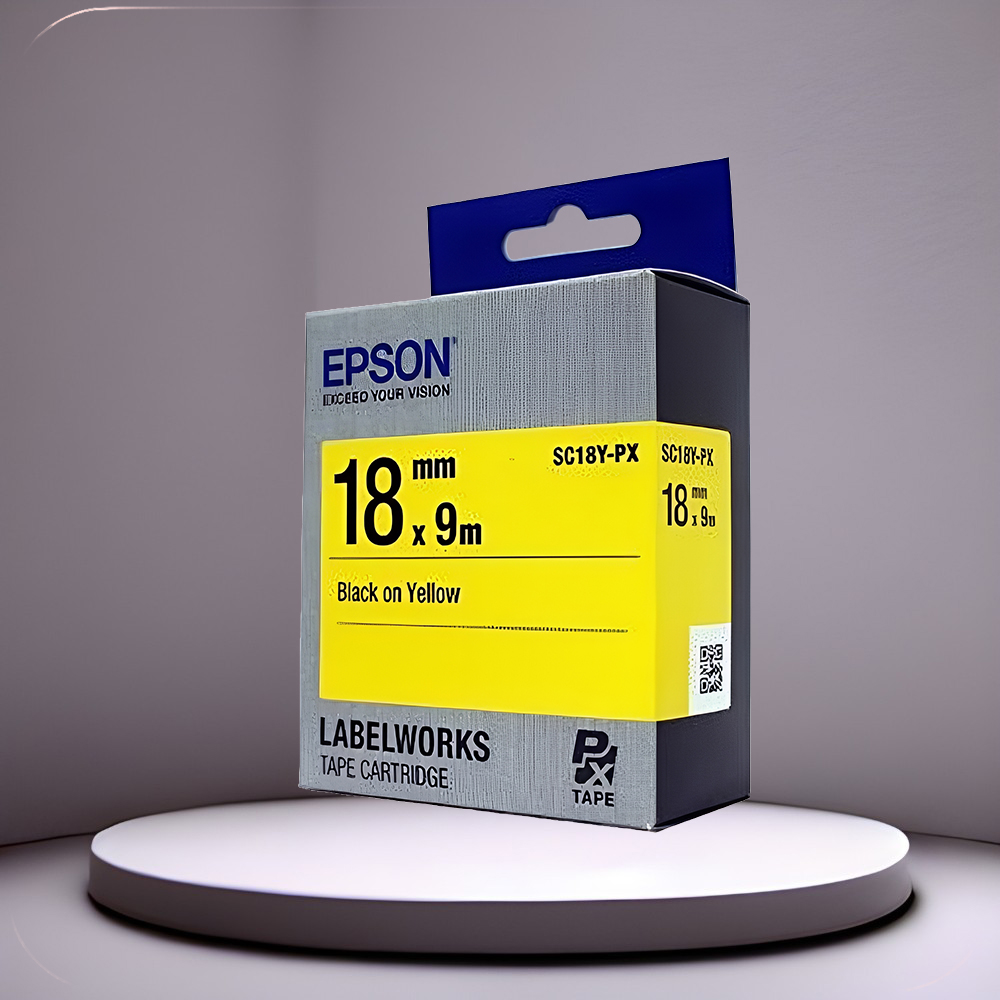 EPSON
EXCEED YOUR VISION
18 mm x 9m
SC18Y-PX
Black on Yellow
LABELWORKS
TAPE CARTRIDGE
PX
TAPE
SC18Y-PX
18 mm x 9m